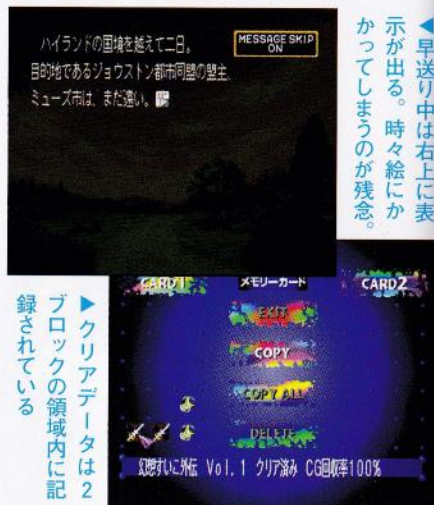 ハイランドの国境を越えて二日。
目的地であるジョウストン都市同盟の盟主、
ミューズ市は、まだ遠い。
MESSAGE SKIP
ON
◀早送り中は右上に表
示が出る。時々絵にか
かってしまうのが残念。
CARD1
メモリーカード
CARD2
EXIT
COPY
COPY ALL
DELETE
幻想すいこ外伝 Vol.1 クリア済み CG回収率100%
▶クリアデータは2
ブロックの領域内に記
録されている